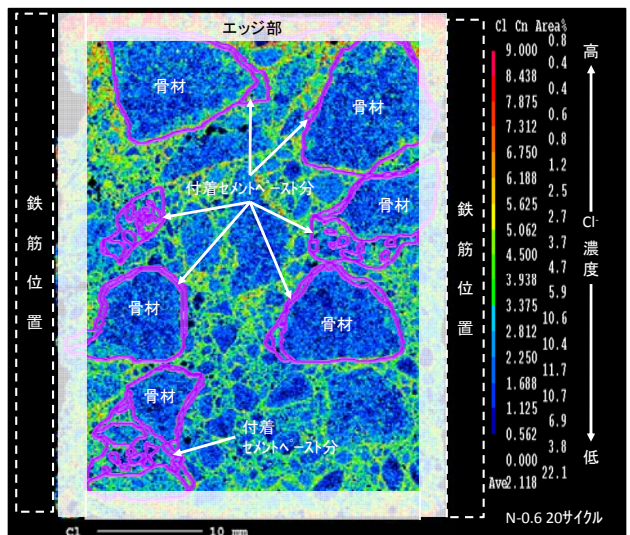 エッジ部
骨材
骨材
付着セメントペースト分
骨材
骨材
骨材
骨材
付着
セメントペースト分
鉄筋位置
鉄筋位置
Cl Cn Area%
0.8
9.000
0.4
8.438
0.4
7.875
0.6
7.312
0.8
6.750
1.2
6.188
2.5
5.625
2.7
5.062
3.7
4.500
4.7
3.938
5.9
3.375
10.6
2.812
10.4
2.250
11.7
1.688
10.7
1.125
6.9
0.562
3.8
0.000
22.1
Ave2.118
高
Cl-
濃度
低
N-0.6 20サイクル
Cl
10 mm